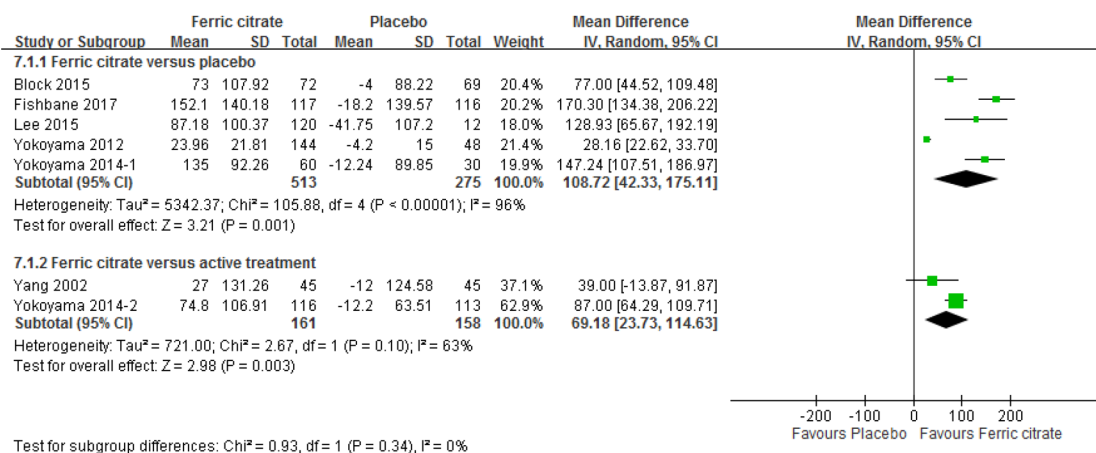 Ferric citrate Placebo Mean Difference Mean Difference
Study or Subgroup Mean SD Total Mean SD Total Weight IV, Random, 95% CI IV, Random, 95% CI
7.1.1 Ferric citrate versus placebo
Block 2015 73 107.92 72 -4 88.22 69 20.4% 77.00 [44.52, 109.48]
Fishbane 2017 152.1 140.18 117 -18.2 139.57 116 20.2% 170.30 [134.38, 206.22]
Lee 2015 87.18 100.37 120 -41.75 107.2 12 18.0% 128.93 [65.67, 192.19]
Yokoyama 2012 23.96 21.81 144 -4.2 15 48 21.4% 28.16 [22.62, 33.70]
Yokoyama 2014-1 135 92.26 60 -12.24 89.85 30 19.9% 147.24 [107.51, 186.97]
Subtotal (95% CI) 513 275 100.0% 108.72 [42.33, 175.11]
Heterogeneity: Tau² = 5342.37; Chi² = 105.88, df = 4 (P < 0.00001); I² = 96%
Test for overall effect: Z = 3.21 (P = 0.001)
7.1.2 Ferric citrate versus active treatment
Yang 2002 27 131.26 45 -12 124.58 45 37.1% 39.00 [-13.87, 91.87]
Yokoyama 2014-2 74.8 106.91 116 -12.2 63.51 113 62.9% 87.00 [64.29, 109.71]
Subtotal (95% CI) 161 158 100.0% 69.18 [23.73, 114.63]
Heterogeneity: Tau² = 721.00; Chi² = 2.67, df = 1 (P = 0.10); I² = 63%
Test for overall effect: Z = 2.98 (P = 0.003)
-200 -100 0 100 200
Favours Placebo Favours Ferric citrate
Test for subgroup differences: Chi² = 0.93, df = 1 (P = 0.34), I² = 0%